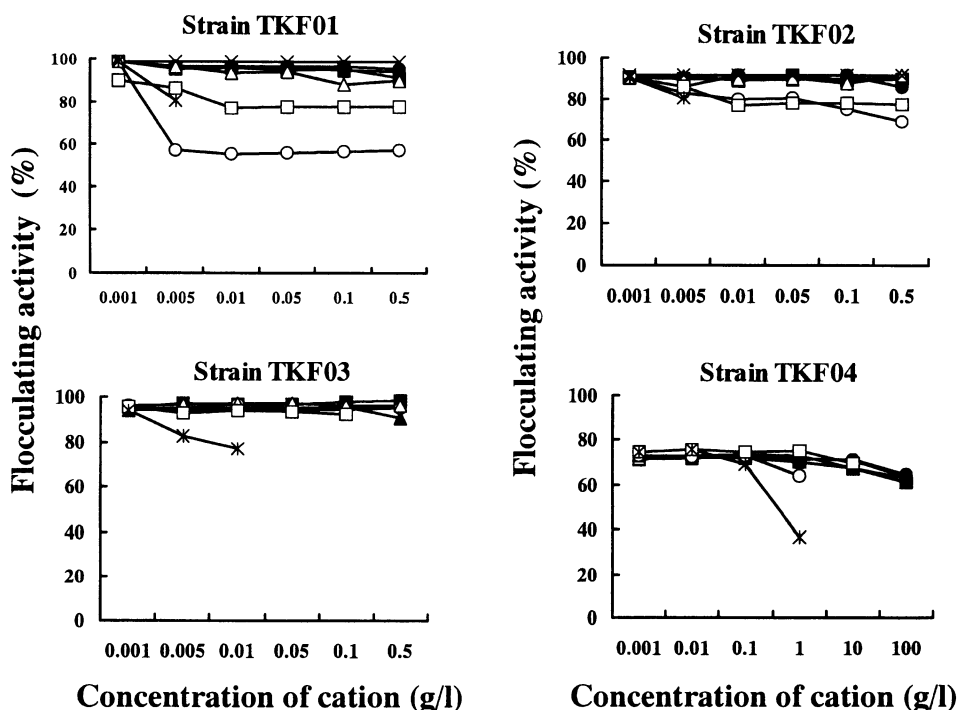 Strain TKF01
100
80
60
40
20
0
0.001 0.005 0.01 0.05 0.1 0.5
Strain TKF02
100
80
60
40
20
0
0.001 0.005 0.01 0.05 0.1 0.5
Strain TKF03
100
80
60
40
20
0
0.001 0.005 0.01 0.05 0.1 0.5
Strain TKF04
100
80
60
40
20
0
0.001 0.01 0.1 1 10 100
Flocculating activity (%)
Flocculating activity (%)
Concentration of cation (g/l)
Concentration of cation (g/l)